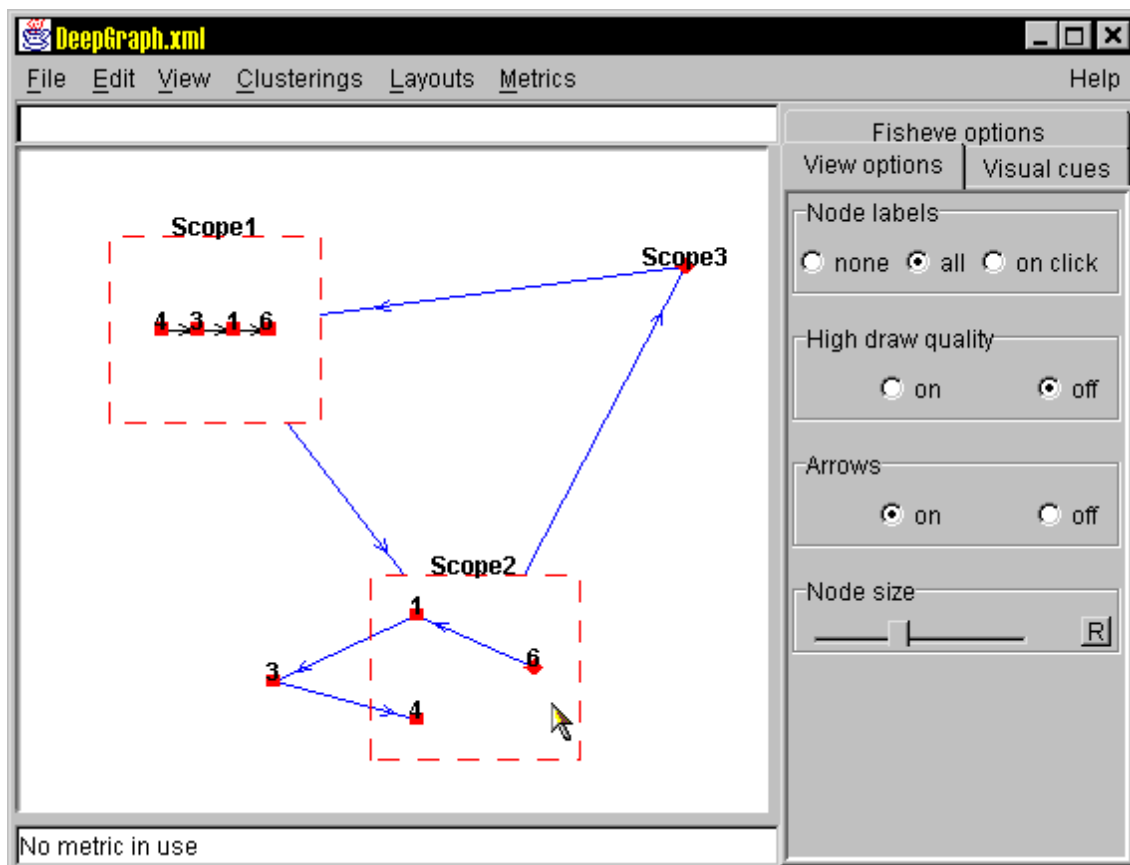 DeepGraph.xml
File Edit View Clusterings Layouts Metrics Help
Fisheye options
View options Visual cues
Node labels
none all on click
High draw quality
on off
Arrows
on off
Node size
R
Scope1
4 3 1 6
Scope3
Scope2
1
6
3
4
No metric in use